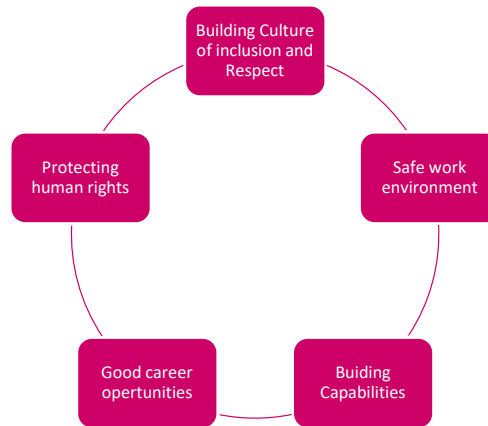 Building Culture
of inclusion and
Respect
Safe work
environment
Buiding
Capabilities
Good career
opertunities
Protecting
human rights